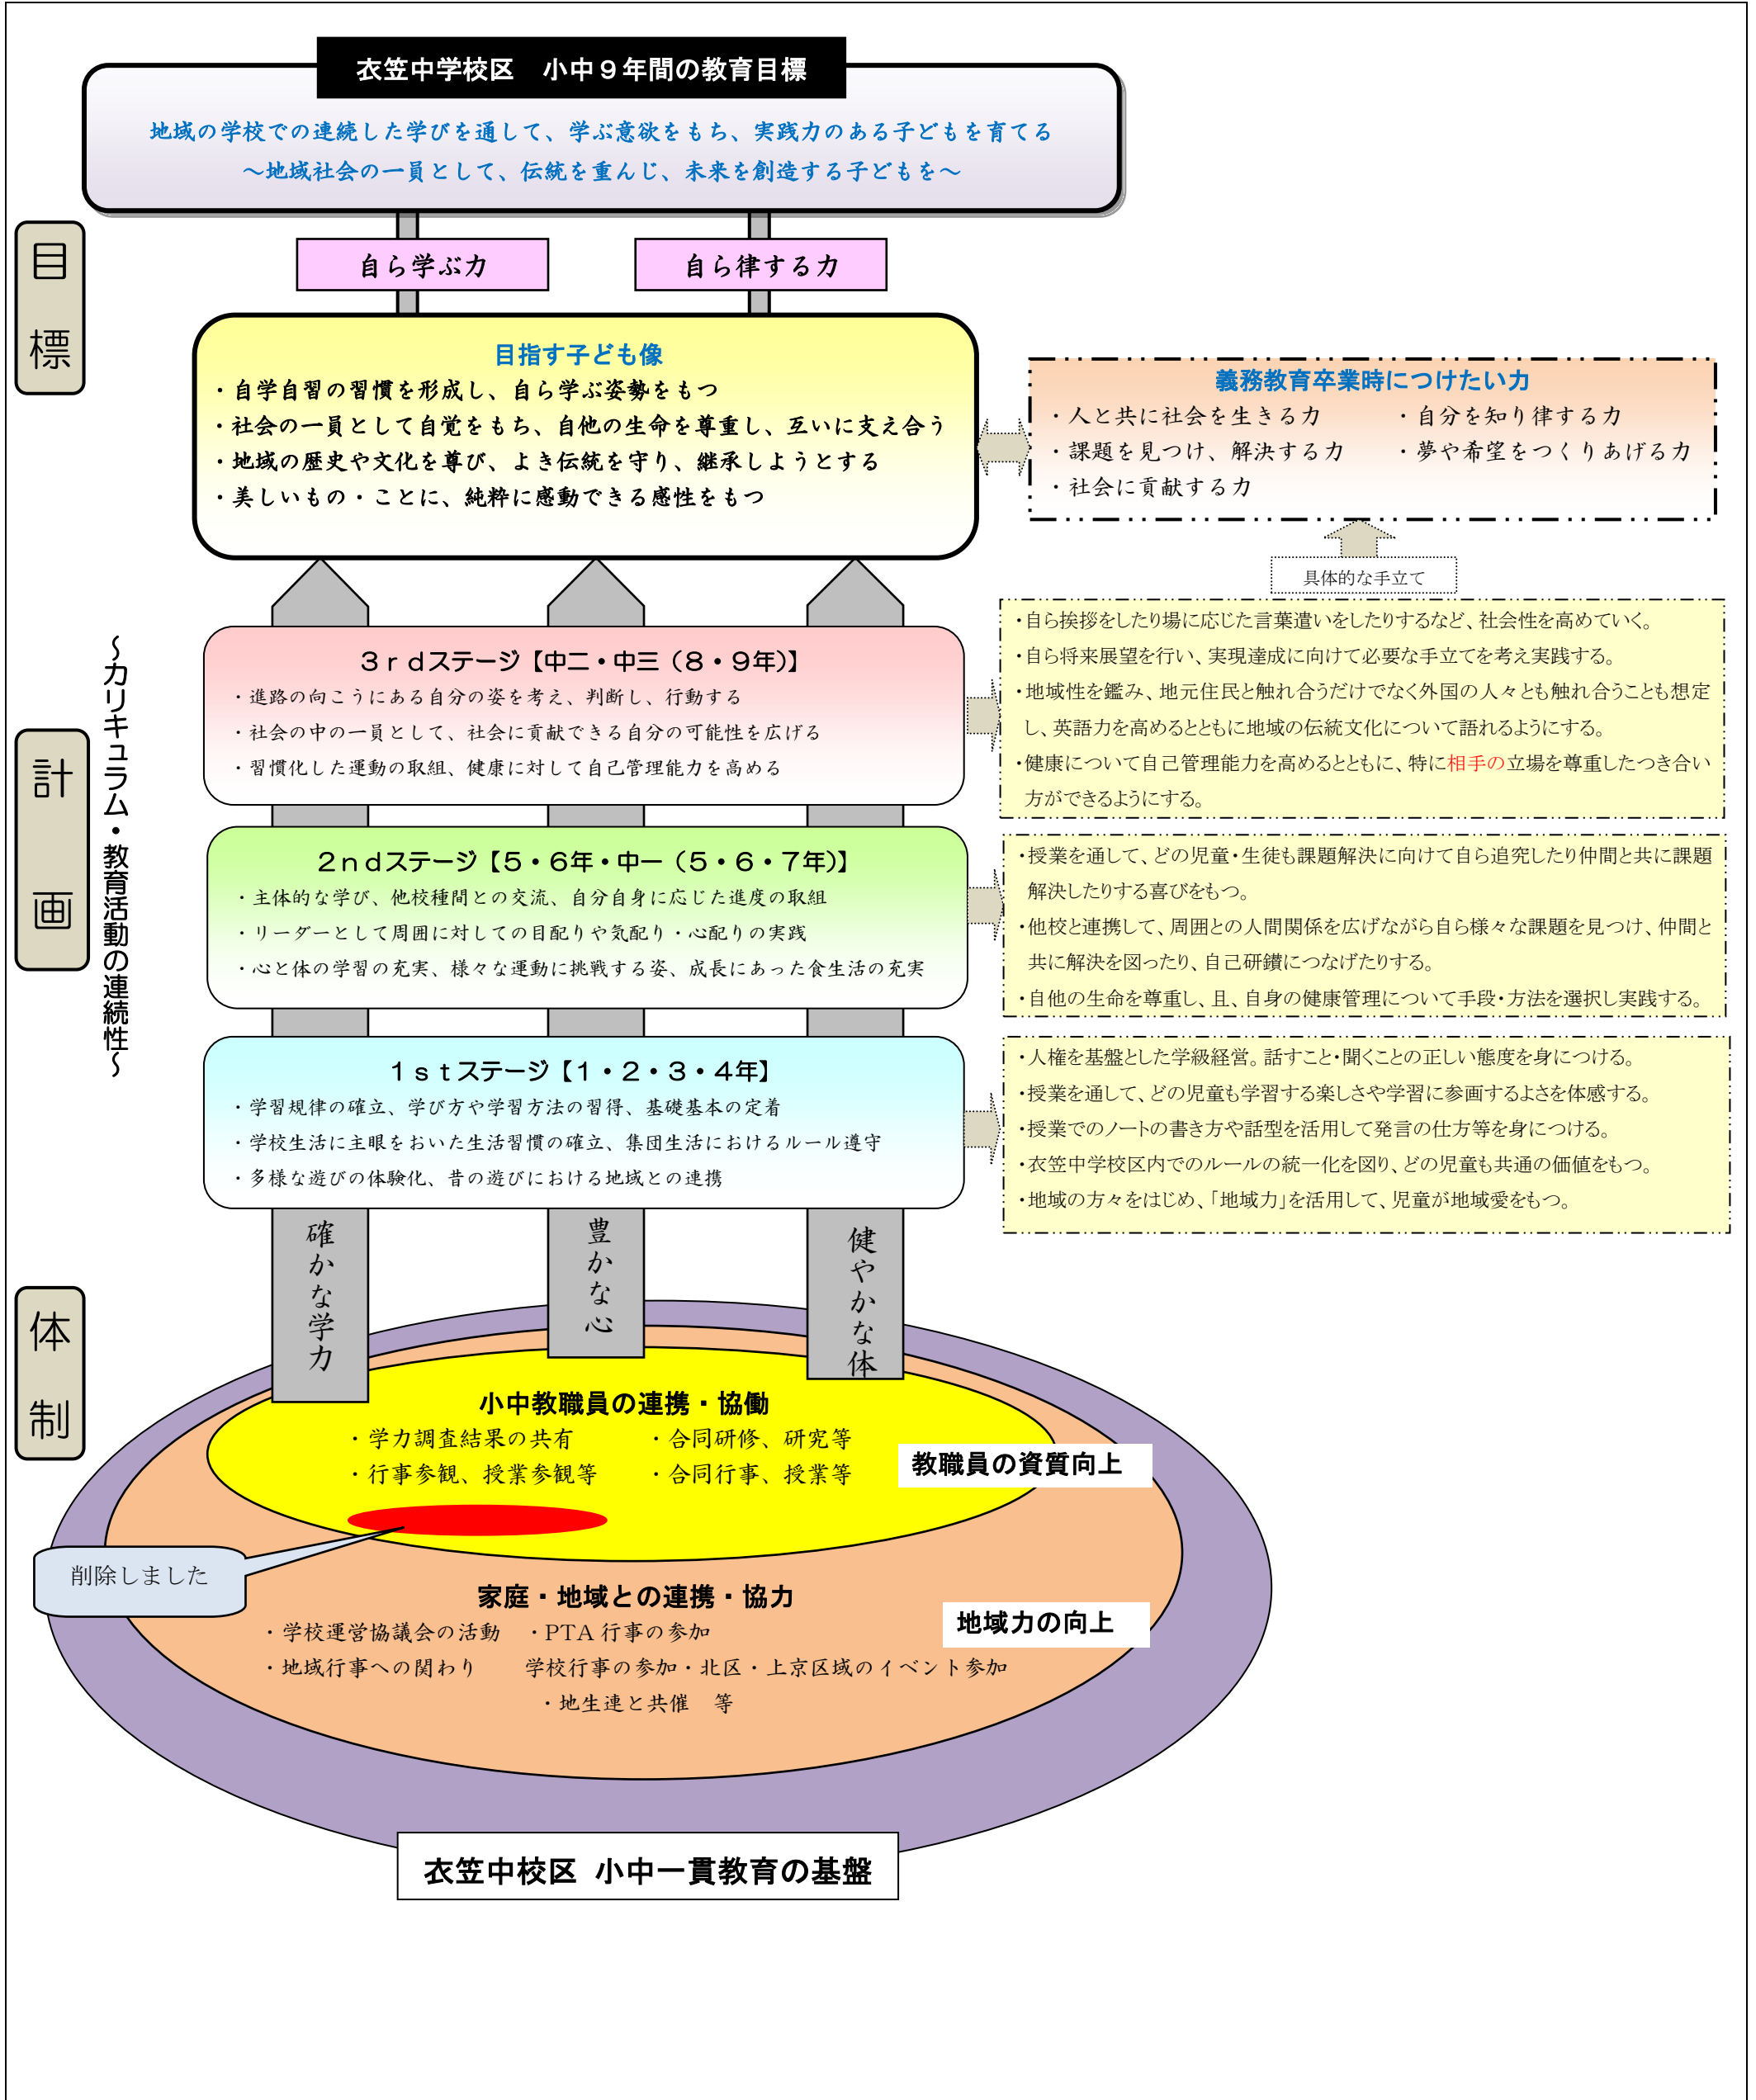 衣笠中学校区　小中９年間の教育目標
地域の学校での連続した学びを通して、学ぶ意欲をもち、実践力のある子どもを育てる
～地域社会の一員として、伝統を重んじ、未来を創造する子どもを～
目標
自ら学ぶ力
自ら律する力
目指す子ども像
・自学自習の習慣を形成し、自ら学ぶ姿勢をもつ
・社会の一員として自覚をもち、自他の生命を尊重し、互いに支え合う
・地域の歴史や文化を尊び、よき伝統を守り、継承しようとする
・美しいもの・ことに、純粋に感動できる感性をもつ
義務教育卒業時につけたい力
・人と共に社会を生きる力　　・自分を知り律する力
・課題を見つけ、解決する力　　・夢や希望をつくりあげる力
・社会に貢献する力
具体的な手立て
計画
～カリキュラム・教育活動の連続性～
３ｒｄステージ【中二・中三（８・９年）】
・進路の向こうにある自分の姿を考え、判断し、行動する
・社会の中の一員として、社会に貢献できる自分の可能性を広げる
・習慣化した運動の取組、健康に対して自己管理能力を高める
・自ら挨拶をしたり場に応じた言葉遣いをしたりするなど、社会性を高めていく。
・自ら将来展望を行い、実現達成に向けて必要な手立てを考え実践する。
・地域性を鑑み、地元住民と触れ合うだけでなく外国の人々とも触れ合うことも想定
し、英語力を高めるとともに地域の伝統文化について語れるようにする。
・健康について自己管理能力を高めるとともに、特に相手の立場を尊重したつき合い
方ができるようにする。
２ｎｄステージ【５・６年・中一（５・６・７年）】
・主体的な学び、他校種間との交流、自分自身に応じた進度の取組
・リーダーとして周囲に対しての目配りや気配り・心配りの実践
・心と体の学習の充実、様々な運動に挑戦する姿、成長にあった食生活の充実
・授業を通して、どの児童・生徒も課題解決に向けて自ら追究したり仲間と共に課題
解決したりする喜びをもつ。
・他校と連携して、周囲との人間関係を広げながら自ら様々な課題を見つけ、仲間と
共に解決を図ったり、自己研鑽につなげたりする。
・自他の生命を尊重し、且、自身の健康管理について手段・方法を選択し実践する。
１ｓｔステージ【１・２・３・４年】
・学習規律の確立、学び方や学習方法の習得、基礎基本の定着
・学校生活に主眼をおいた生活習慣の確立、集団生活におけるルール遵守
・多様な遊びの体験化、昔の遊びにおける地域との連携
・人権を基盤とした学級経営。話すこと・聞くことの正しい態度を身につける。
・授業を通して、どの児童も学習する楽しさや学習に参画するよさを体感する。
・授業でのノートの書き方や話型を活用して発言の仕方等を身につける。
・衣笠中学校区内でのルールの統一化を図り、どの児童も共通の価値をもつ。
・地域の方々をはじめ、「地域力」を活用して、児童が地域愛をもつ。
確かな学力
豊かな心
健やかな体
体制
小中教職員の連携・協働
・学力調査結果の共有　　・合同研修、研究等
・行事参観、授業参観等　　・合同行事、授業等
教職員の資質向上
削除しました
家庭・地域との連携・協力
地域力の向上
・学校運営協議会の活動　・PTA 行事の参加
・地域行事への関わり　　学校行事の参加・北区・上京区域のイベント参加
・地生連と共催　等
衣笠中校区 小中一貫教育の基盤